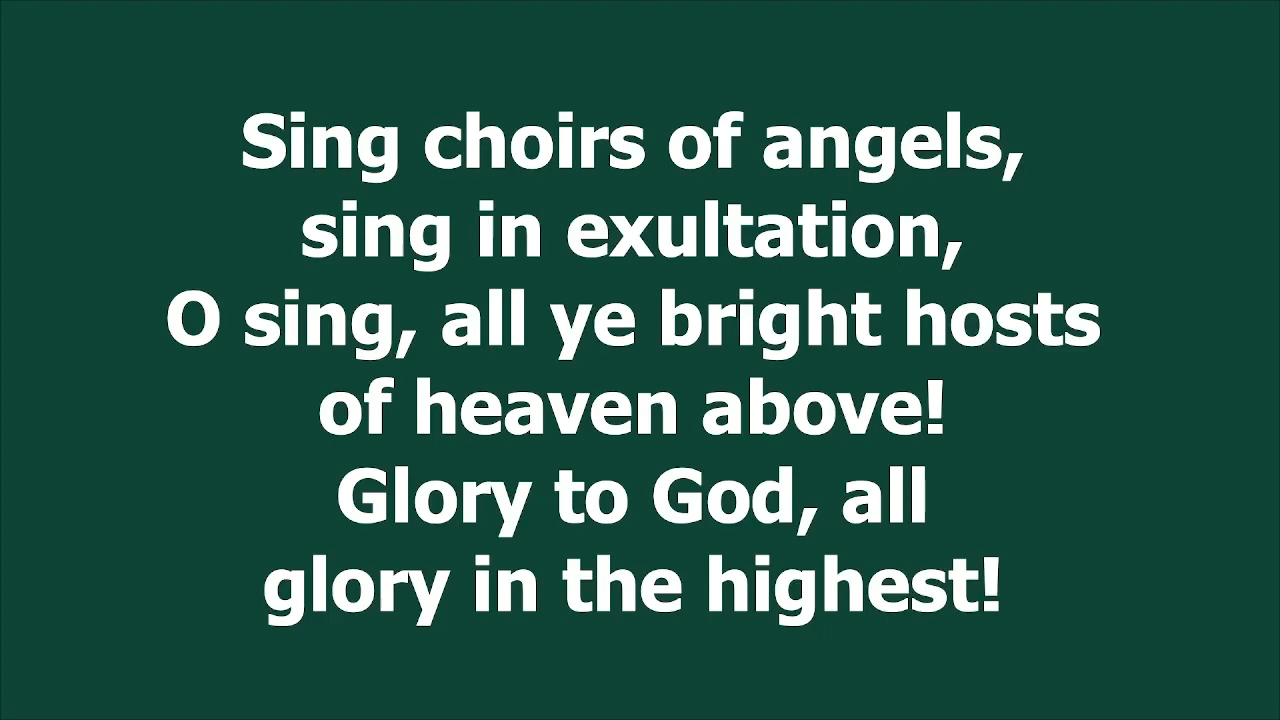 Sing choirs of angels,
sing in exultation,
O sing, all ye bright hosts
of heaven above!
Glory to God, all
glory in the highest!